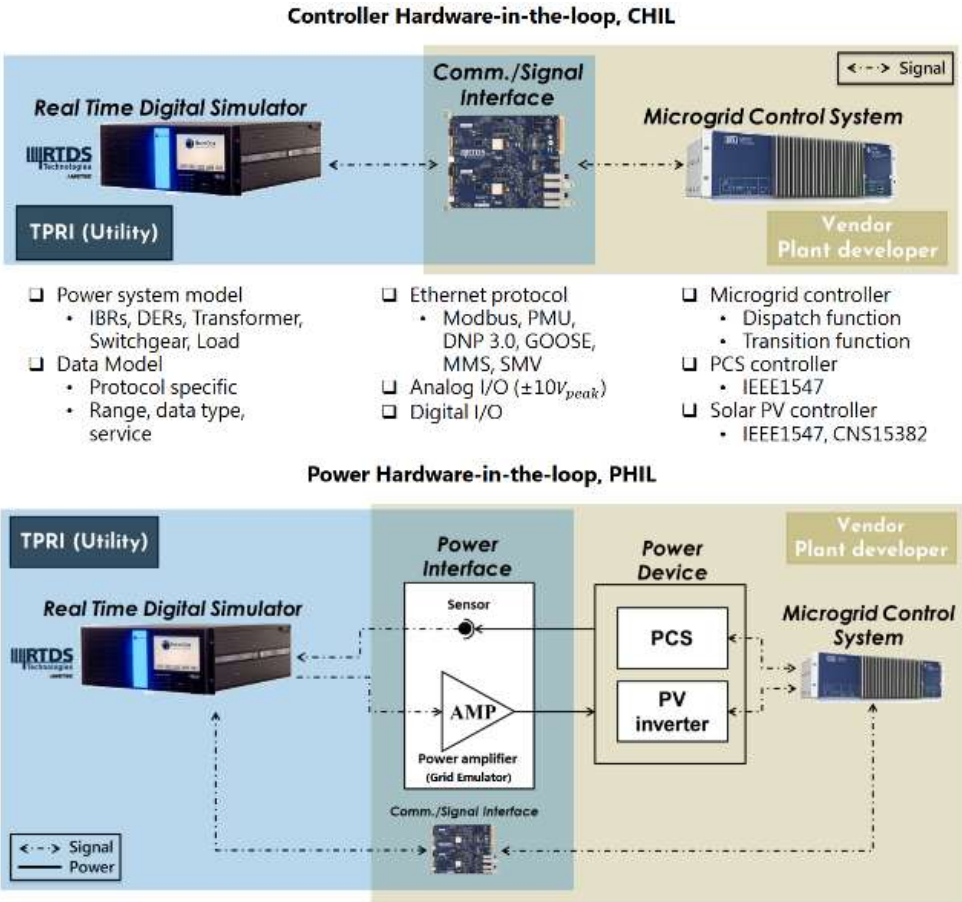 Controller Hardware-in-the-loop, CHIL
Signal
Comm./Signal
Interface
Real Time Digital Simulator
Microgrid Control System
RTDS
Technologies
RTDS
TPRI (Utility)
Vendor
Plant developer
❑ Power system model
• IBRs, DERs, Transformer,
Switchgear, Load
❑ Data Model
• Protocol specific
• Range, data type,
service
❑ Ethernet protocol
• Modbus, PMU,
DNP 3.0, GOOSE,
MMS, SMV
❑ Analog I/O (±10V_peak)
❑ Digital I/O
❑ Microgrid controller
• Dispatch function
• Transition function
❑ PCS controller
• IEEE1547
❑ Solar PV controller
• IEEE1547, CNS15382
Power Hardware-in-the-loop, PHIL
TPRI (Utility)
Vendor
Plant developer
Power
Interface
Power
Device
Real Time Digital Simulator
Sensor
Microgrid Control
System
RTDS
Technologies
PCS
AMP
PV
inverter
Power amplifier
(Grid Emulator)
Comm./Signal Interface
Signal
Power